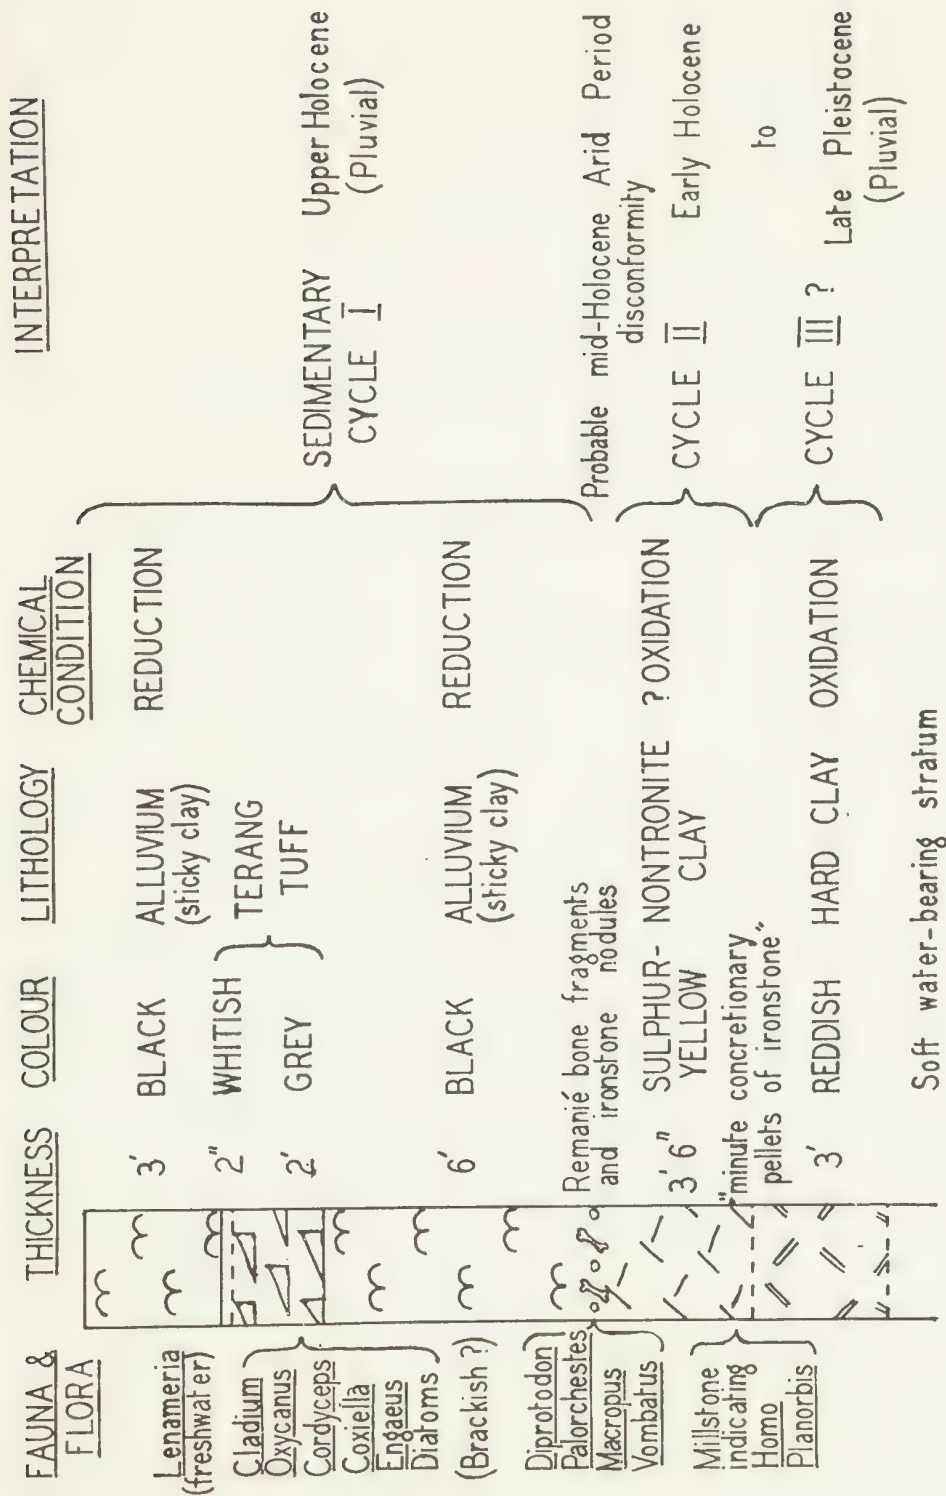 FAUNA &
FLORA
THICKNESS
COLOUR
LITHOLOGY
CHEMICAL
CONDITION
INTERPRETATION
Lenameria
(freshwater)
3'
BLACK
ALLUVIUM
(sticky clay)
REDUCTION
Cladium
Oxycanus
Cordyceps
Coxiella
Engaeus
Diatoms
(Brackish ?)
2"
WHITISH
2'
GREY
TERANG
TUFF
6'
BLACK
ALLUVIUM
(sticky clay)
REDUCTION
SEDIMENTARY
CYCLE I
Upper Holocene
(Pluvial)
Diprotodon
Palorchestes
Macropus
Vombatus
Remanié bone fragments
and ironstone nodules
Probable mid-Holocene Arid Period
disconformity
3' 6"
SULPHUR-
YELLOW
NONTRONITE
CLAY
? OXIDATION
CYCLE II
Early Holocene
to
Millstone
indicaring
Homo
Planorbis
"minute concretionary
pellets of ironstone„
3'
REDDISH
HARD CLAY
OXIDATION
CYCLE III ?
Late Pleistocene
(Pluvial)
Soft water-bearing stratum